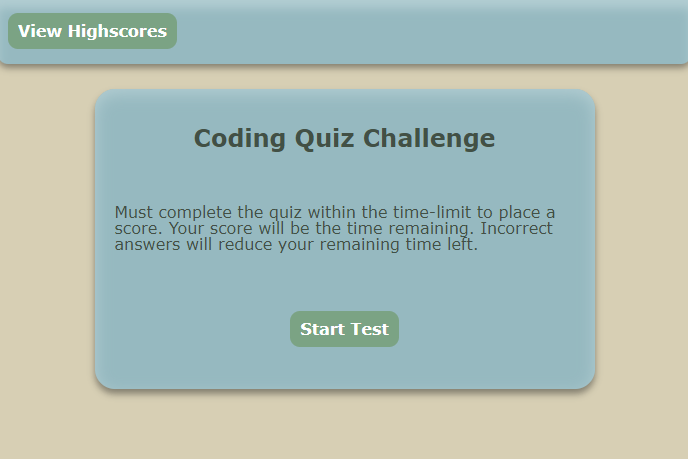 View Highscores
Coding Quiz Challenge
Must complete the quiz within the time-limit to place a
score. Your score will be the time remaining. Incorrect
answers will reduce your remaining time left.
Start Test